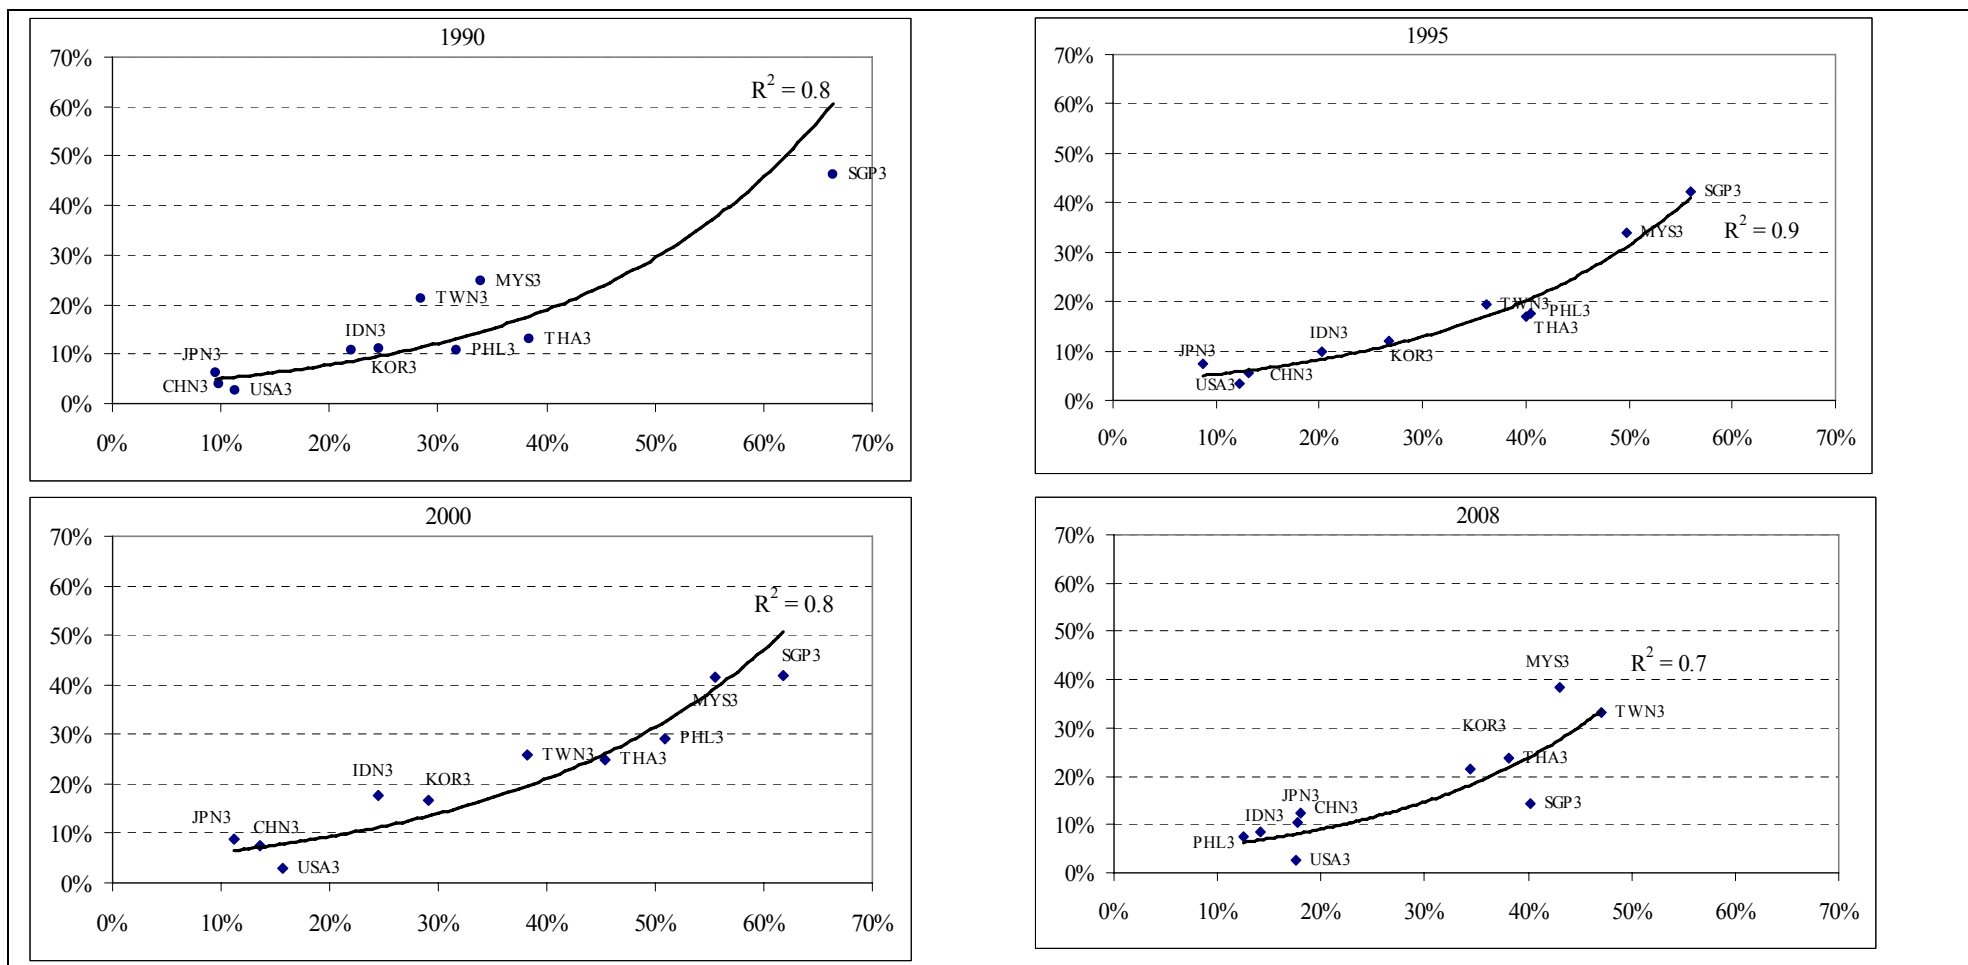 1990
70%
60%
50%
40%
30%
20%
10%
0%
R2 = 0.8
SGP3
MYS3
TWN3
IDN3
THA3
PHL3
KOR3
JPN3
CHN3
USA3
0% 10% 20% 30% 40% 50% 60% 70%
1995
70%
60%
50%
40%
30%
20%
10%
0%
SGP3
R2 = 0.9
MYS3
TWN3
PHL3
THA3
IDN3
KOR3
JPN3
CHN3
USA3
0% 10% 20% 30% 40% 50% 60% 70%
2000
70%
60%
50%
40%
30%
20%
10%
0%
R2 = 0.8
SGP3
MYS3
PHL3
TWN3
THA3
IDN3
KOR3
JPN3
CHN3
USA3
0% 10% 20% 30% 40% 50% 60% 70%
2008
70%
60%
50%
40%
30%
20%
10%
0%
MYS3
R2 = 0.7
TWN3
KOR3
THA3
SGP3
JPN3
CHN3
IDN3
PHL3
USA3
0% 10% 20% 30% 40% 50% 60% 70%